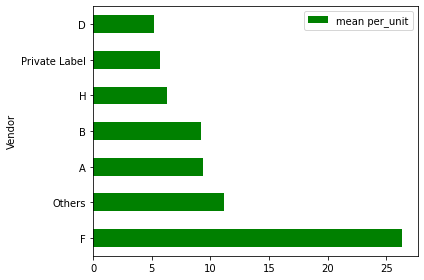 mean per_unit
D
Private Label
H
B
A
Others
F
Vendor
0 5 10 15 20 25